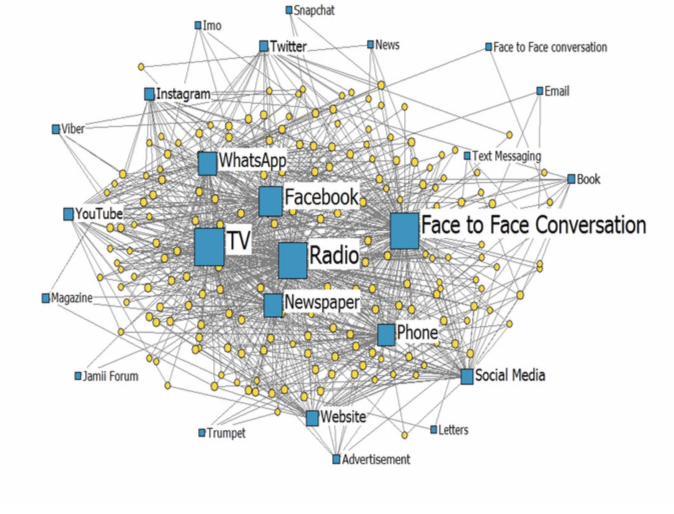 Snapchat
Imo
Twitter
News
Face to Face conversation
Instagram
Email
Viber
WhatsApp
Text Messaging
Book
Facebook
YouTube
Face to Face Conversation
TV
Radio
Magazine
Newspaper
Phone
Jamii Forum
Social Media
Website
Trumpet
Letters
Advertisement